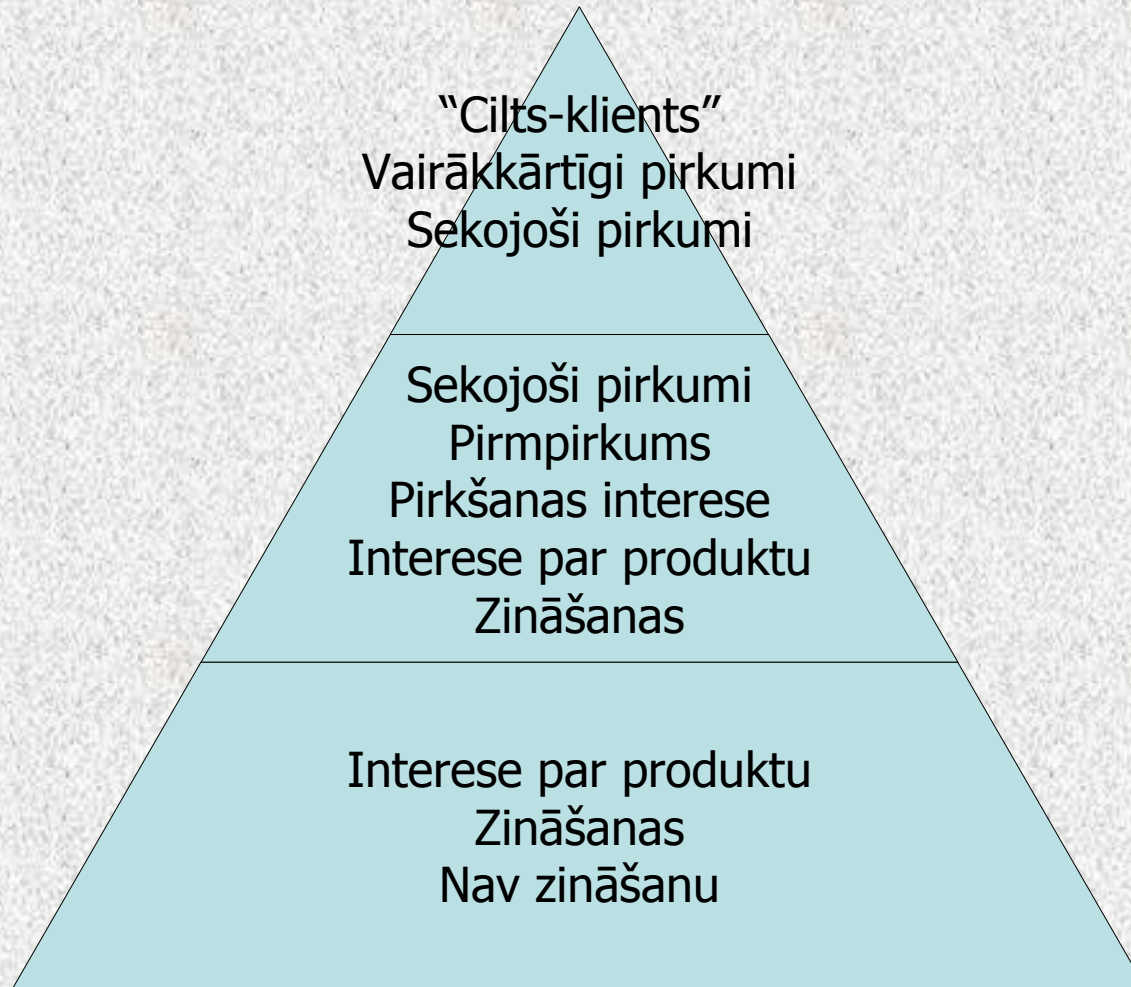 “Cilts-klients”
Vairākkārtīgi pirkumi
Sekojoši pirkumi
Sekojoši pirkumi
Pirmpirkums
Pirkšanas interese
Interese par produktu
Zināšanas
Interese par produktu
Zināšanas
Nav zināšanu